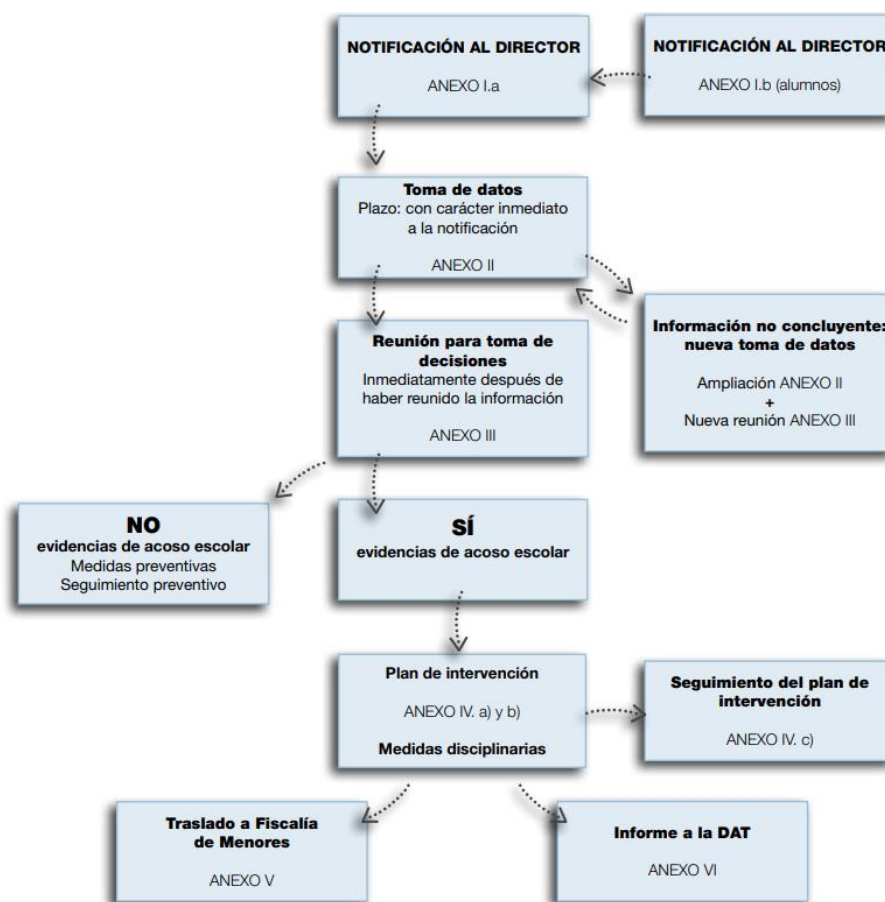 NOTIFICACIÓN AL DIRECTOR
ANEXO I.a
NOTIFICACIÓN AL DIRECTOR
ANEXO I.b (alumnos)
Toma de datos
Plazo: con carácter inmediato
a la notificación
ANEXO II
Información no concluyente:
nueva toma de datos
Ampliación ANEXO II
+
Nueva reunión ANEXO III
Reunión para toma de
decisiones
Inmediatamente después de
haber reunido la información
ANEXO III
NO
evidencias de acoso escolar
Medidas preventivas
Seguimiento preventivo
SÍ
evidencias de acoso escolar
Plan de intervención
ANEXO IV. a) y b)
Medidas disciplinarias
Seguimiento del plan de
intervención
ANEXO IV. c)
Traslado a Fiscalía
de Menores
ANEXO V
Informe a la DAT
ANEXO VI